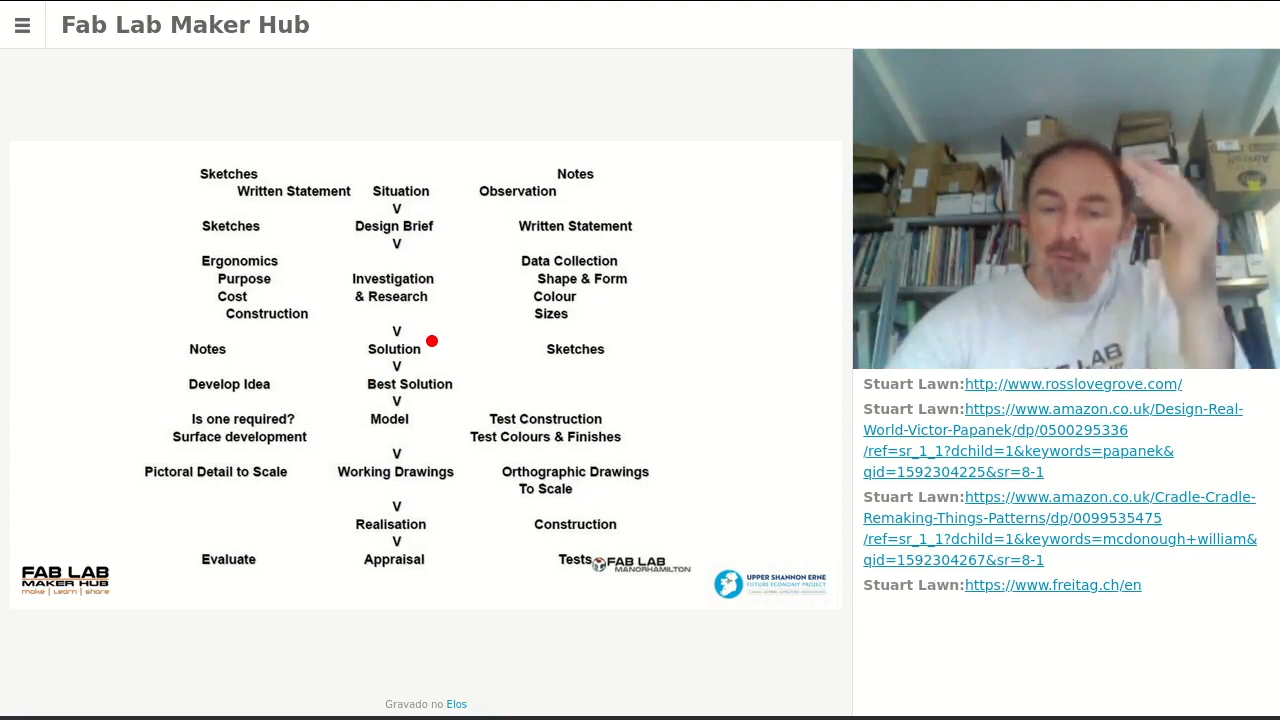 Fab Lab Maker Hub
Sketches Notes
Written Statement Situation Observation
V
Sketches Design Brief Written Statement
V
Ergonomics Data Collection
Purpose Investigation Shape & Form
Cost & Research Colour
Construction Sizes
V
Notes Solution Sketches
V
Develop Idea Best Solution
V
Is one required? Model Test Construction
Surface development Test Colours & Finishes
V
Pictoral Detail to Scale Working Drawings Orthographic Drawings
To Scale
V
Realisation Construction
V
Evaluate Appraisal Tests
FAB LAB
MANORHAMILTON
FAB LAB
MAKER HUB
make | learn | share
UPPER SHANNON ERNE
FUTURE ECONOMY PROJECT
Stuart Lawn:http://www.rosslovegrove.com/
Stuart Lawn:https://www.amazon.co.uk/Design-Real-
World-Victor-Papanek/dp/0500295336
/ref=sr_1_1?dchild=1&keywords=papanek&
qid=1592304225&sr=8-1
Stuart Lawn:https://www.amazon.co.uk/Cradle-Cradle-
Remaking-Things-Patterns/dp/0099535475
/ref=sr_1_1?dchild=1&keywords=mcdonough+william&
qid=1592304267&sr=8-1
Stuart Lawn:https://www.freitag.ch/en
Gravado no Elos